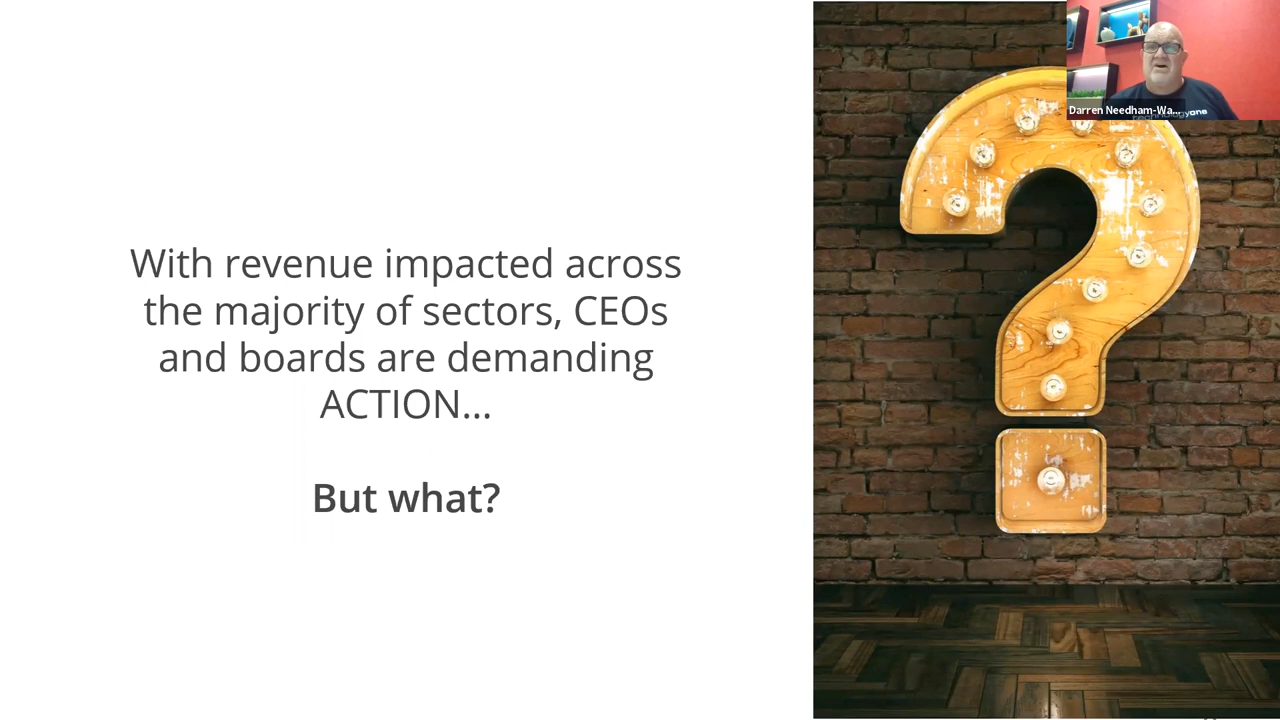 With revenue impacted across
the majority of sectors, CEOs
and boards are demanding
ACTION...
But what?
Darren Needham-Wa...
technologyone